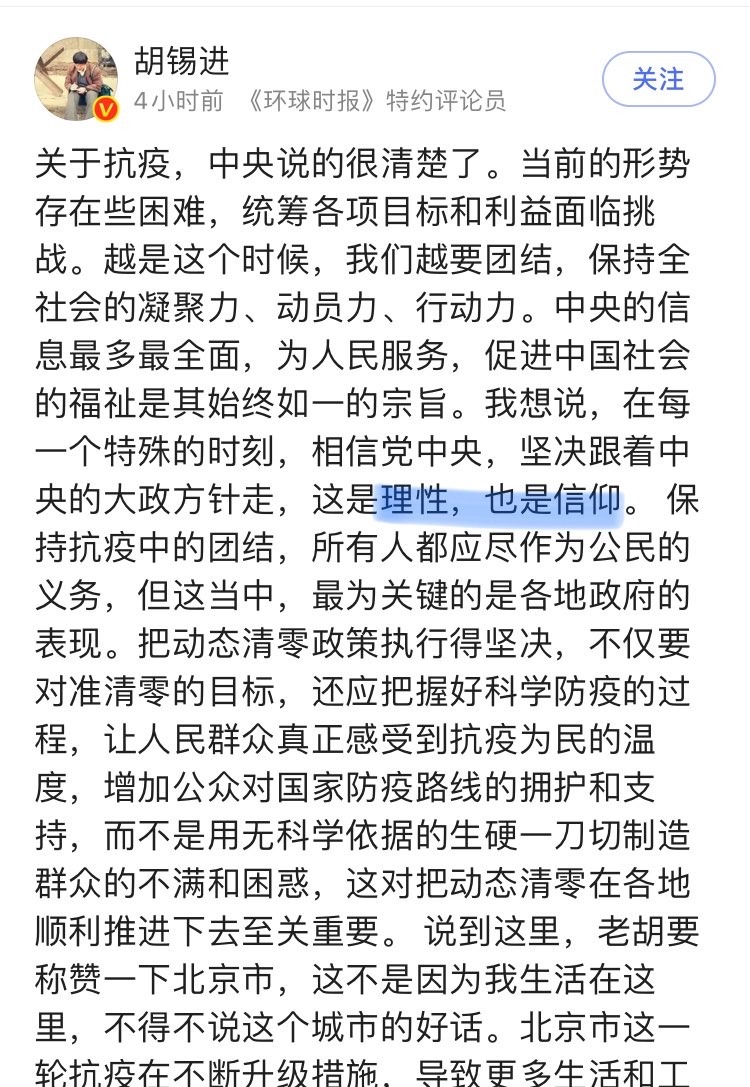 胡锡进
4小时前 《环球时报》特约评论员
关注
关于抗疫，中央说的很清楚了。当前的形势
存在些困难，统筹各项目标和利益面临挑
战。越是这个时候，我们越要团结，保持全
社会的凝聚力、动员力、行动力。中央的信
息最多最全面，为人民服务，促进中国社会
的福祉是其始终如一的宗旨。我想说，在每
一个特殊的时刻，相信党中央，坚决跟着中
央的大政方针走，这是理性，也是信仰。 保
持抗疫中的团结，所有人都应尽作为公民的
义务，但这当中，最为关键的是各地政府的
表现。把动态清零政策执行得坚决，不仅要
对准清零的目标，还应把握好科学防疫的过
程，让人民群众真正感受到抗疫为民的温
度，增加公众对国家防疫路线的拥护和支
持，而不是用无科学依据的生硬一刀切制造
群众的不满和困惑，这对把动态清零在各地
顺利推进下去至关重要。 说到这里，老胡要
称赞一下北京市，这不是因为我生活在这
里，不得不说这个城市的好话。北京市这一
轮抗疫在不断升级措施，导致更多生活和工